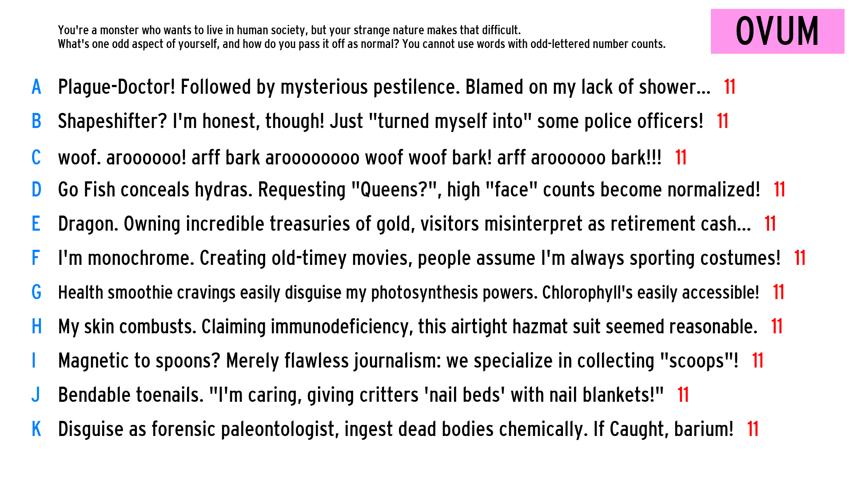 You're a monster who wants to live in human society, but your strange nature makes that difficult.
What's one odd aspect of yourself, and how do you pass it off as normal? You cannot use words with odd-lettered number counts.
OVUM
A Plague-Doctor! Followed by mysterious pestilence. Blamed on my lack of shower... 11
B Shapeshifter? I'm honest, though! Just "turned myself into" some police officers! 11
C woof. aroooooo! arff bark aroooooooo woof woof bark! arff aroooooo bark!!! 11
D Go Fish conceals hydras. Requesting "Queens?", high "face" counts become normalized! 11
E Dragon. Owning incredible treasuries of gold, visitors misinterpret as retirement cash... 11
F I'm monochrome. Creating old-timey movies, people assume I'm always sporting costumes! 11
G Health smoothie cravings easily disguise my photosynthesis powers. Chlorophyll's easily accessible! 11
H My skin combusts. Claiming immunodeficiency, this airtight hazmat suit seemed reasonable. 11
I Magnetic to spoons? Merely flawless journalism: we specialize in collecting "scoops"! 11
J Bendable toenails. "I'm caring, giving critters 'nail beds' with nail blankets!" 11
K Disguise as forensic paleontologist, ingest dead bodies chemically. If Caught, barium! 11